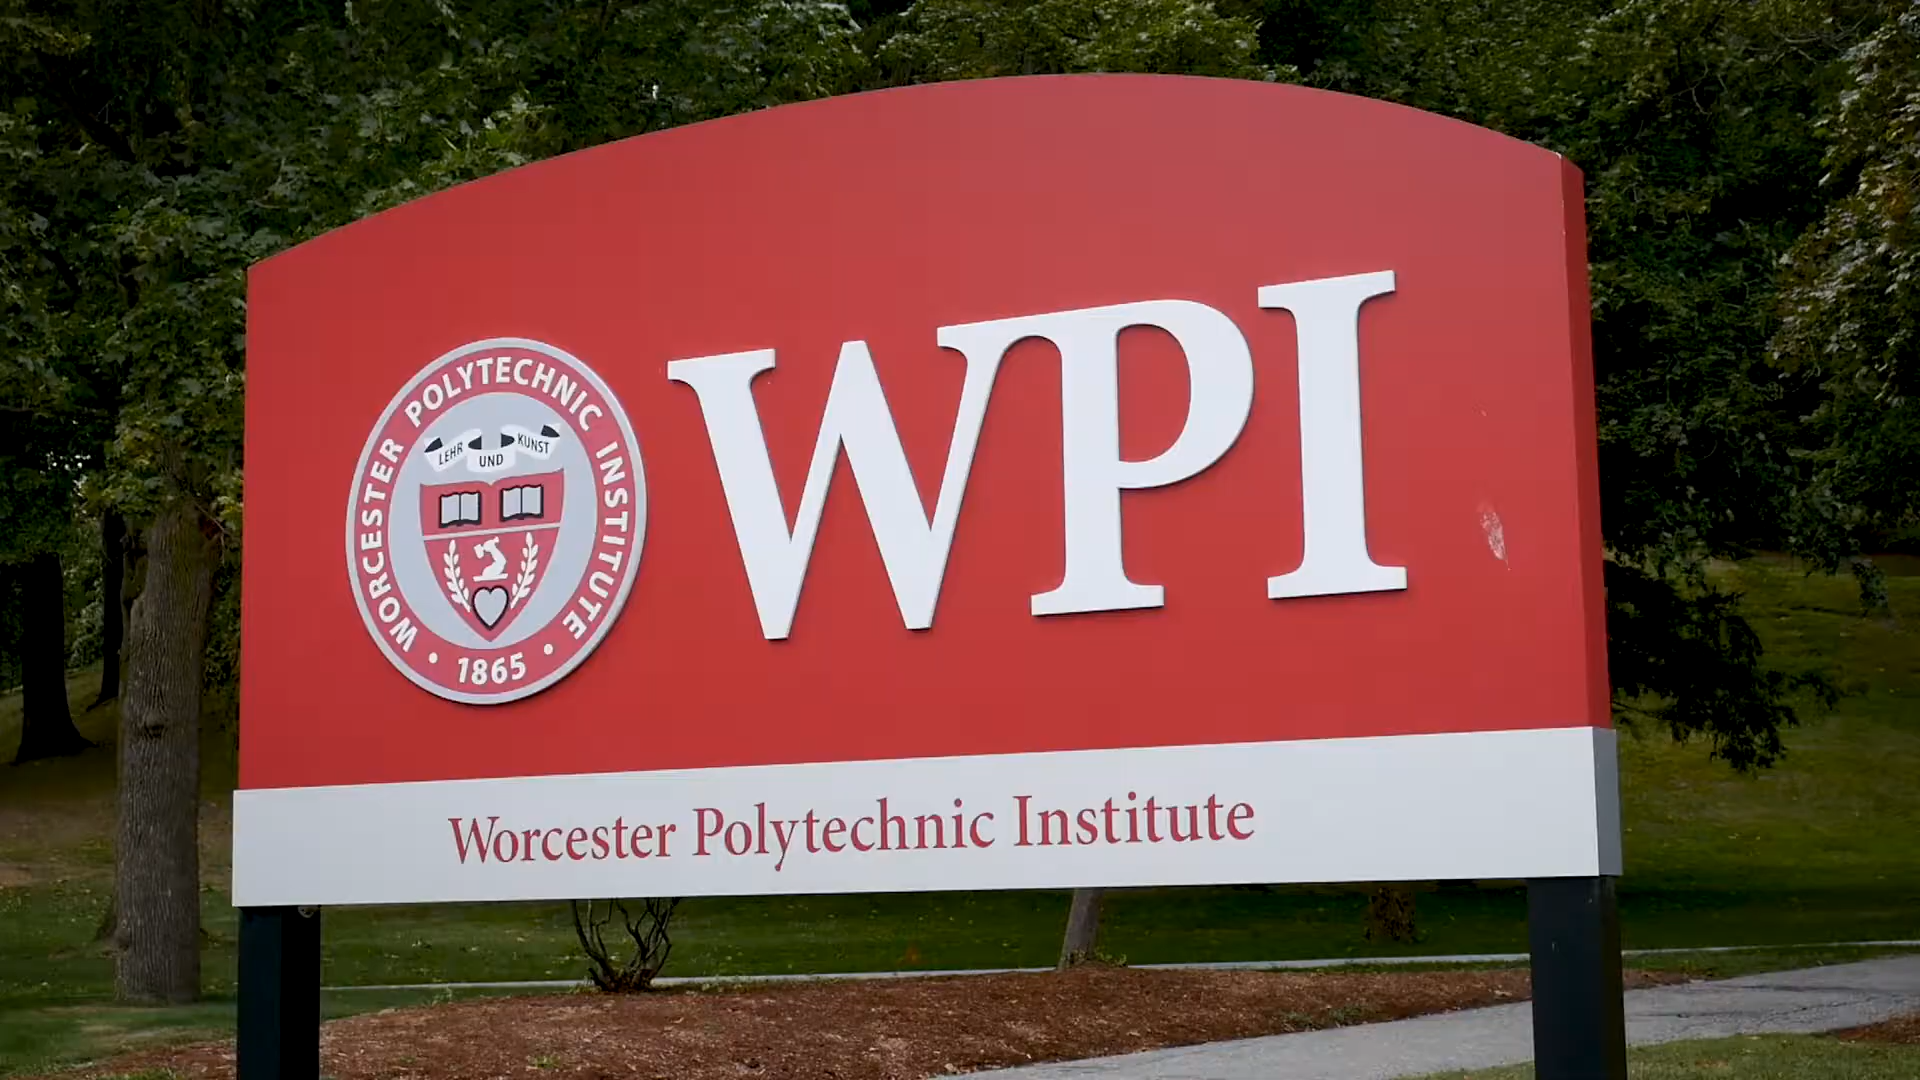 WORCESTER POLYTECHNIC INSTITUTE
LEHR UND KUNST
1865
WPI
Worcester Polytechnic Institute